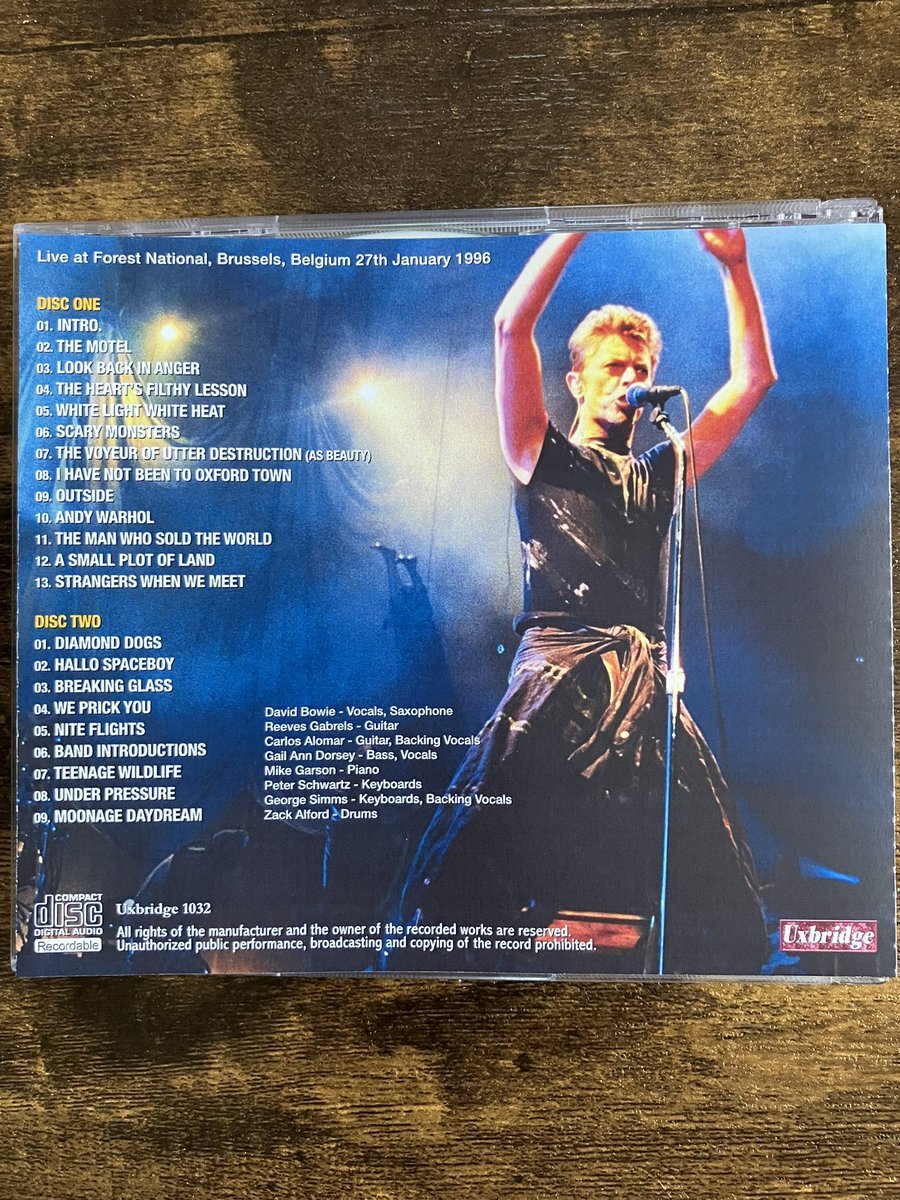 Live at Forest National, Brussels, Belgium 27th January 1996
DISC ONE
01. INTRO.
02. THE MOTEL
03. LOOK BACK IN ANGER
04. THE HEART'S FILTHY LESSON
05. WHITE LIGHT WHITE HEAT
06. SCARY MONSTERS
07. THE VOYEUR OF UTTER DESTRUCTION (AS BEAUTY)
08. I HAVE NOT BEEN TO OXFORD TOWN
09. OUTSIDE
10. ANDY WARHOL
11. THE MAN WHO SOLD THE WORLD
12. A SMALL PLOT OF LAND
13. STRANGERS WHEN WE MEET
DISC TWO
01. DIAMOND DOGS
02. HALLO SPACEBOY
03. BREAKING GLASS
04. WE PRICK YOU
05. NITE FLIGHTS
06. BAND INTRODUCTIONS
07. TEENAGE WILDLIFE
08. UNDER PRESSURE
09. MOONAGE DAYDREAM
David Bowie - Vocals, Saxophone
Reeves Gabrels - Guitar
Carlos Alomar - Guitar, Backing Vocals
Gail Ann Dorsey - Bass, Vocals
Mike Garson - Piano
Peter Schwartz - Keyboards
George Simms - Keyboards, Backing Vocals
Zack Alford - Drums
COMPACT
disc
DIGITAL AUDIO
Recordable
Uxbridge 1032
All rights of the manufacturer and the owner of the recorded works are reserved.
Unauthorized public performance, broadcasting and copying of the record prohibited.
Uxbridge